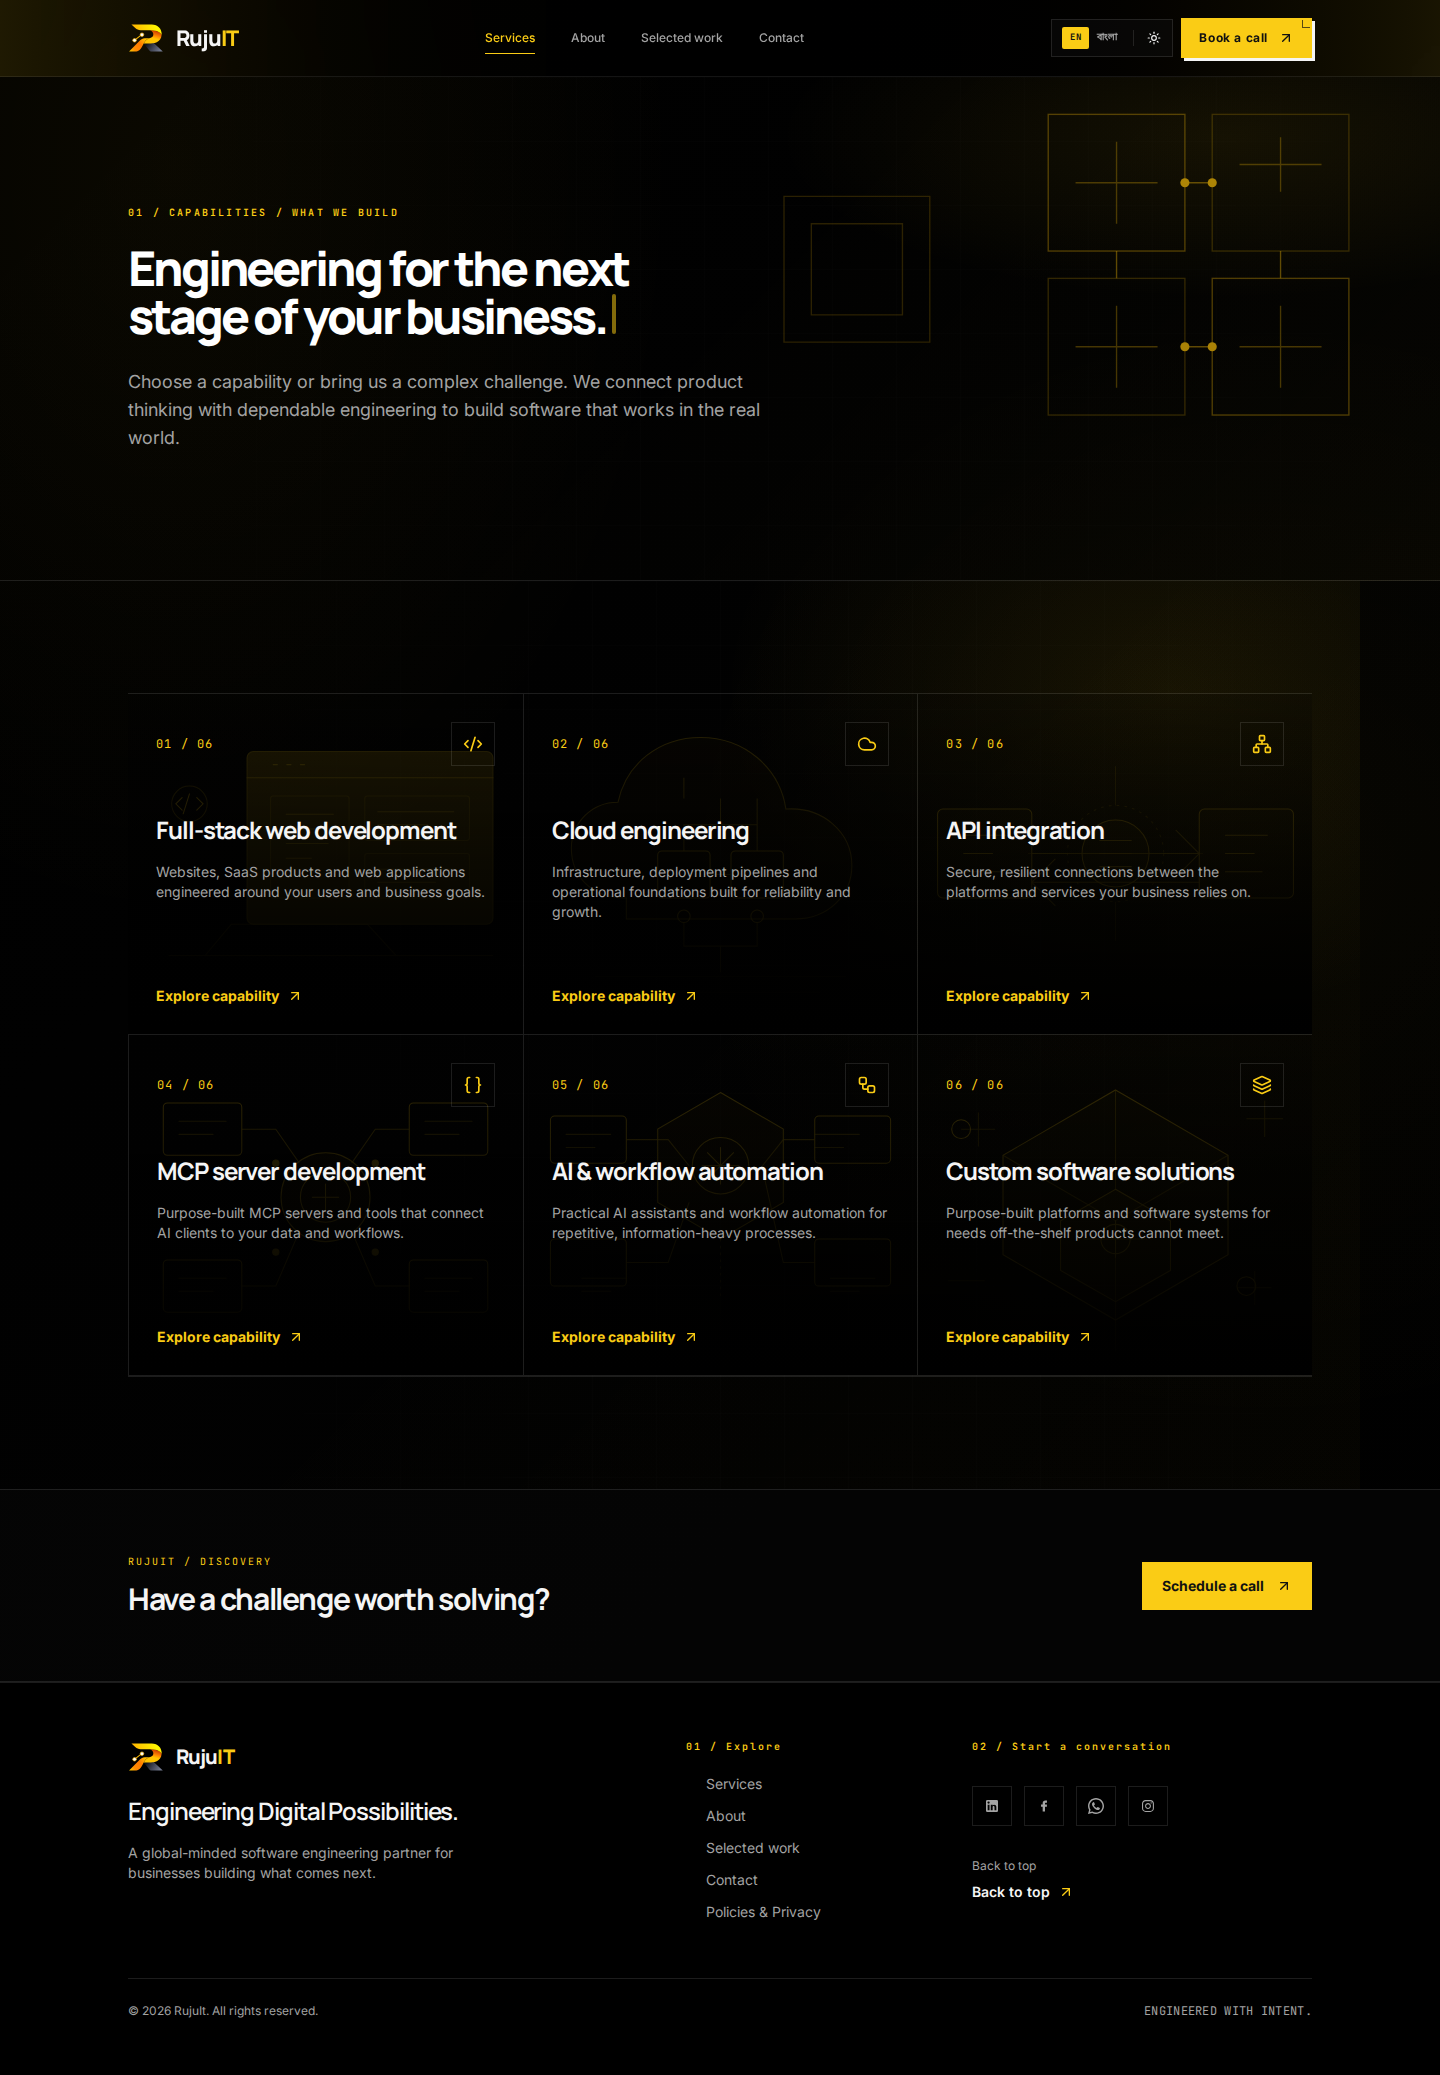 RujuIT
Services
About
Selected work
Contact
EN
বাংলা
Book a call
01 / CAPABILITIES / WHAT WE BUILD
Engineering for the next
stage of your business.
Choose a capability or bring us a complex challenge. We connect product
thinking with dependable engineering to build software that works in the real
world.
01 / 06
Full-stack web development
Websites, SaaS products and web applications
engineered around your users and business goals.
Explore capability
02 / 06
Cloud engineering
Infrastructure, deployment pipelines and
operational foundations built for reliability and
growth.
Explore capability
03 / 06
API integration
Secure, resilient connections between the
platforms and services your business relies on.
Explore capability
04 / 06
MCP server development
Purpose-built MCP servers and tools that connect
AI clients to your data and workflows.
Explore capability
05 / 06
AI & workflow automation
Practical AI assistants and workflow automation for
repetitive, information-heavy processes.
Explore capability
06 / 06
Custom software solutions
Purpose-built platforms and software systems for
needs off-the-shelf products cannot meet.
Explore capability
RUJUIT / DISCOVERY
Have a challenge worth solving?
Schedule a call
RujuIT
Engineering Digital Possibilities.
A global-minded software engineering partner for
businesses building what comes next.
01 / Explore
Services
About
Selected work
Contact
Policies & Privacy
02 / Start a conversation
Back to top
Back to top
© 2026 RujuIt. All rights reserved.
ENGINEERED WITH INTENT.